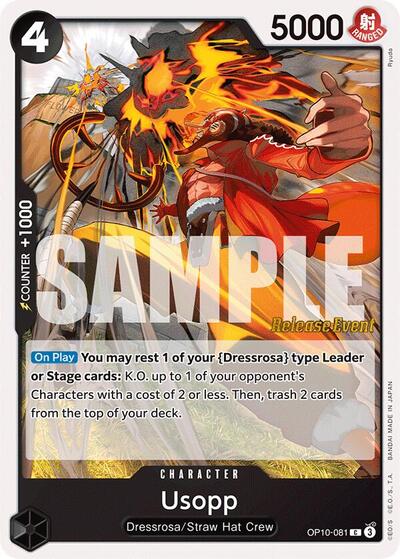 4
5000
射
RANGED
Ryuda
COUNTER +1000
SAMPLE
Release Event
On Play You may rest 1 of your {Dressrosa} type Leader
or Stage cards: K.O. up to 1 of your opponent's
Characters with a cost of 2 or less. Then, trash 2 cards
from the top of your deck.
CHARACTER
Usopp
Dressrosa/Straw Hat Crew
OP10-081 C 3
©E.O./S. ©E.O./S., T.A. BANDAI MADE IN JAPAN